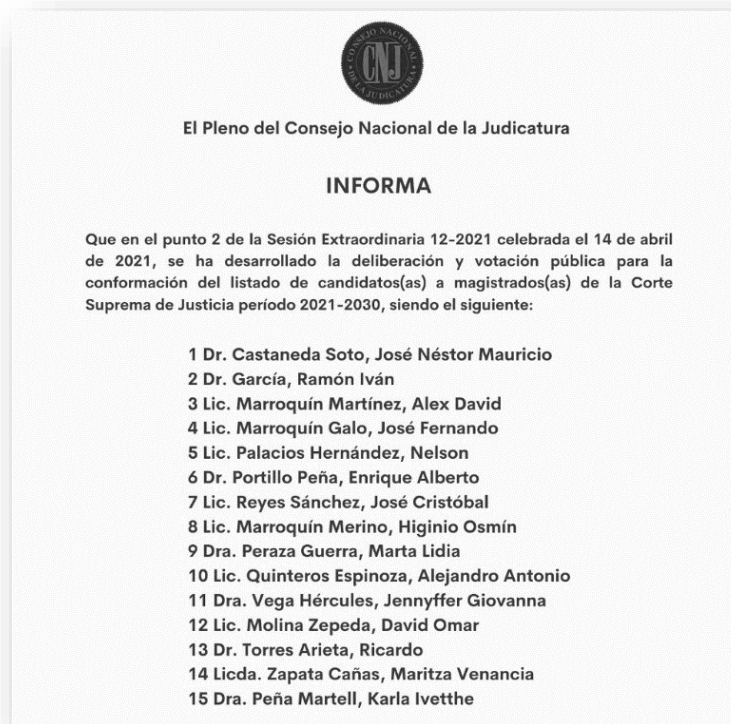 CONSEJO NACIONAL
CNJ
DE LA JUDICATURA
El Pleno del Consejo Nacional de la Judicatura
INFORMA
Que en el punto 2 de la Sesión Extraordinaria 12-2021 celebrada el 14 de abril
de 2021, se ha desarrollado la deliberación y votación pública para la
conformación del listado de candidatos(as) a magistrados(as) de la Corte
Suprema de Justicia período 2021-2030, siendo el siguiente:
1 Dr. Castaneda Soto, José Néstor Mauricio
2 Dr. García, Ramón Iván
3 Lic. Marroquín Martínez, Alex David
4 Lic. Marroquín Galo, José Fernando
5 Lic. Palacios Hernández, Nelson
6 Dr. Portillo Peña, Enrique Alberto
7 Lic. Reyes Sánchez, José Cristóbal
8 Lic. Marroquín Merino, Higinio Osmín
9 Dra. Peraza Guerra, Marta Lidia
10 Lic. Quinteros Espinoza, Alejandro Antonio
11 Dra. Vega Hércules, Jennyffer Giovanna
12 Lic. Molina Zepeda, David Omar
13 Dr. Torres Arieta, Ricardo
14 Licda. Zapata Cañas, Maritza Venancia
15 Dra. Peña Martell, Karla Ivetthe